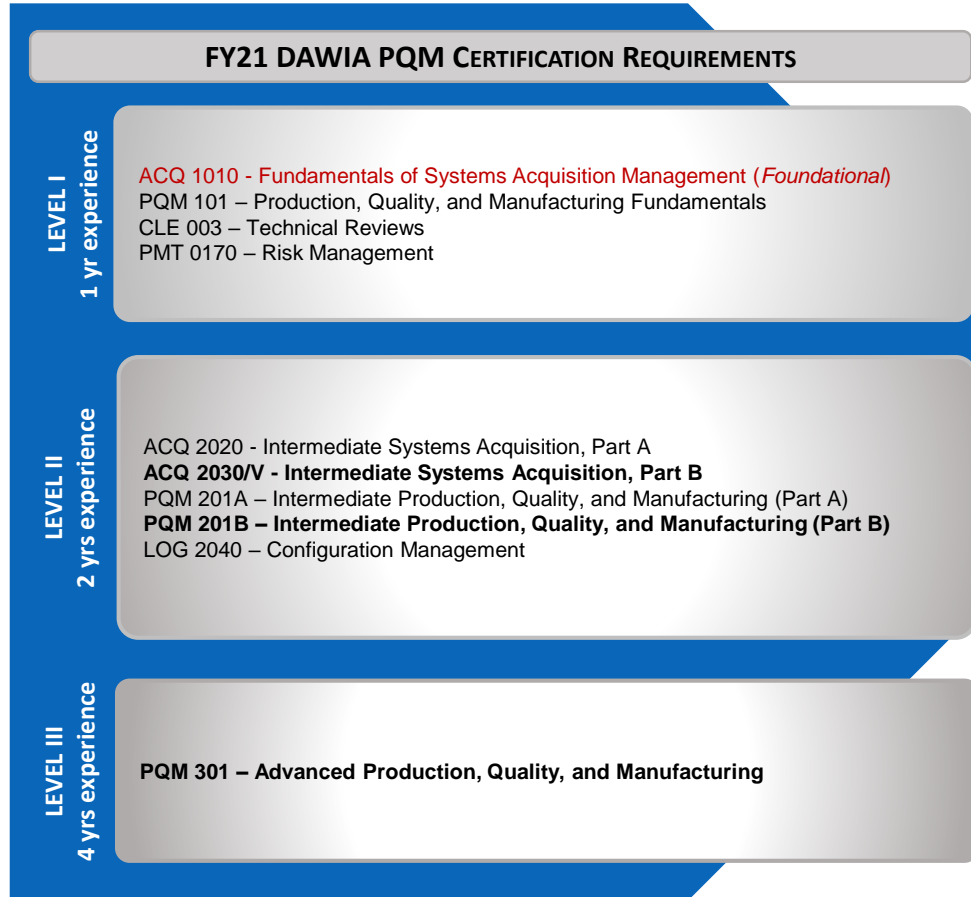 FY21 DAWIA PQM CERTIFICATION REQUIREMENTS
LEVEL I
1 yr experience
ACQ 1010 - Fundamentals of Systems Acquisition Management (Foundational)
PQM 101 – Production, Quality, and Manufacturing Fundamentals
CLE 003 – Technical Reviews
PMT 0170 – Risk Management
LEVEL II
2 yrs experience
ACQ 2020 - Intermediate Systems Acquisition, Part A
ACQ 2030/V - Intermediate Systems Acquisition, Part B
PQM 201A – Intermediate Production, Quality, and Manufacturing (Part A)
PQM 201B – Intermediate Production, Quality, and Manufacturing (Part B)
LOG 2040 – Configuration Management
LEVEL III
4 yrs experience
PQM 301 – Advanced Production, Quality, and Manufacturing